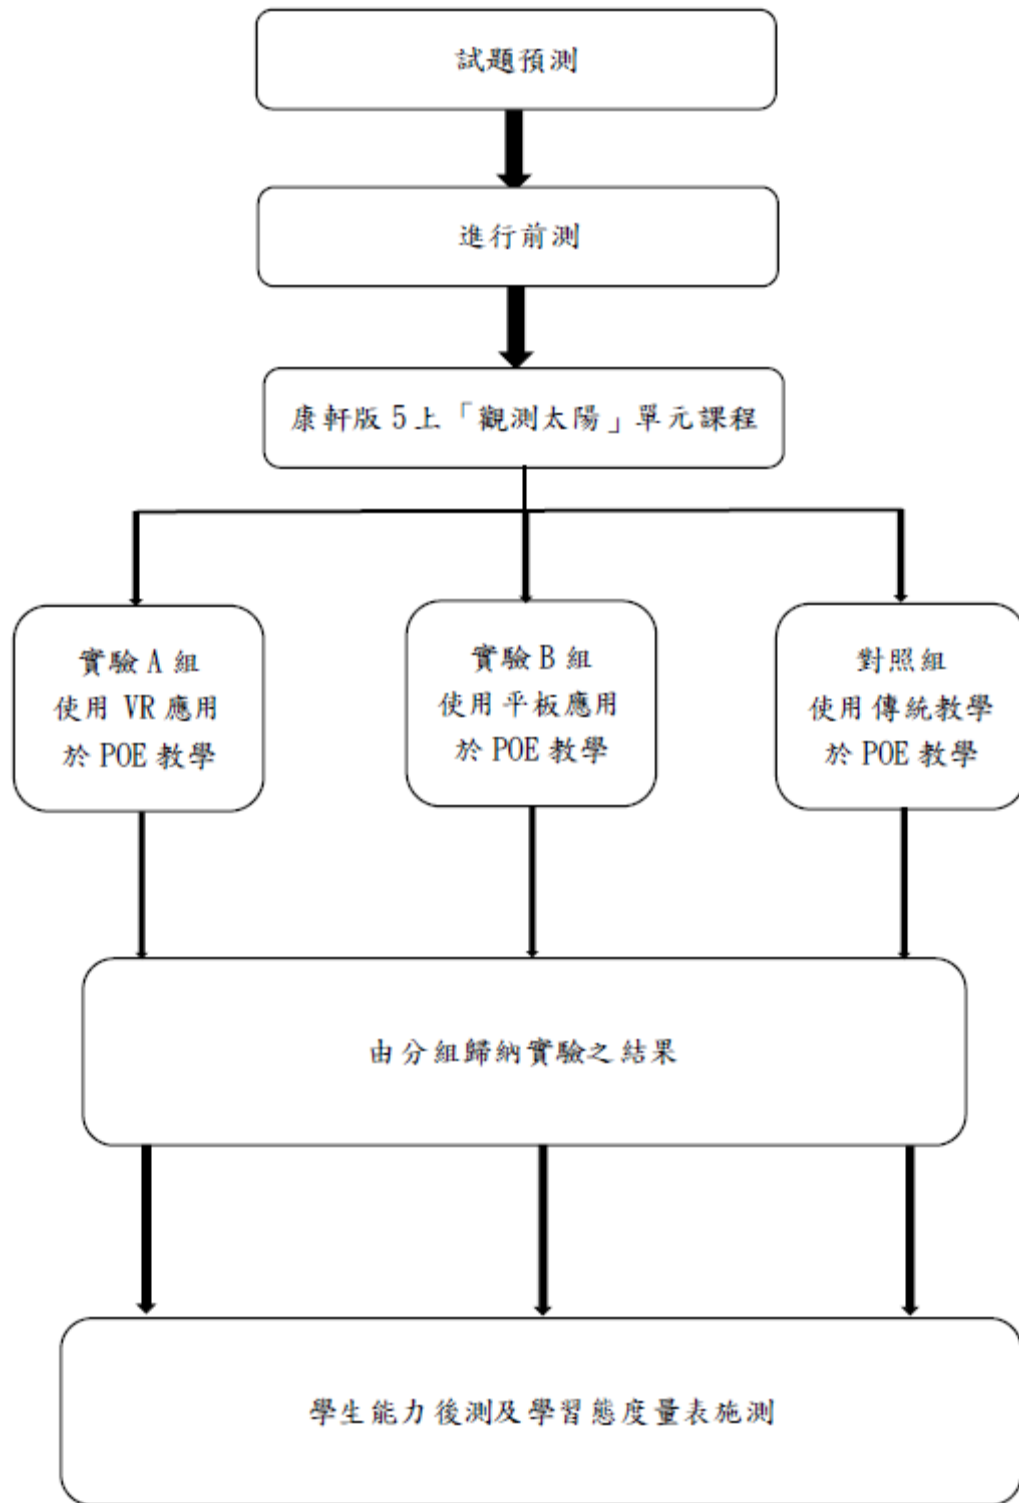 試題預測
進行前測
康軒版 5 上「觀測太陽」單元課程
實驗 A 組
使用 VR 應用
於 POE 教學
實驗 B 組
使用平板應用
於 POE 教學
對照組
使用傳統教學
於 POE 教學
由分組歸納實驗之結果
學生能力後測及學習態度量表施測